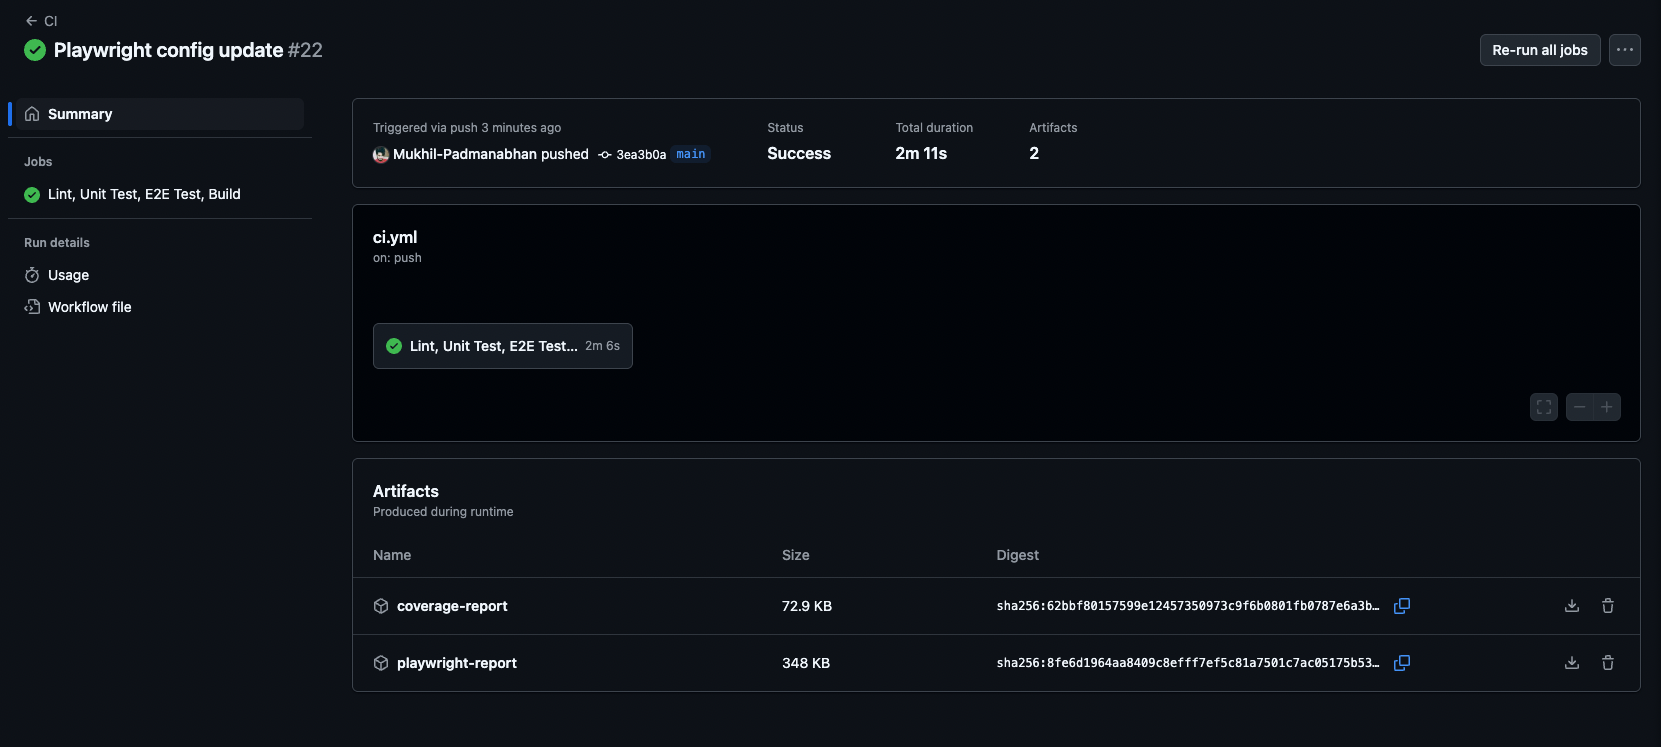 CI
Playwright config update #22
Re-run all jobs
Summary
Jobs
Lint, Unit Test, E2E Test, Build
Run details
Usage
Workflow file
Triggered via push 3 minutes ago
Mukhil-Padmanabhan pushed 3ea3b0a main
Status
Success
Total duration
2m 11s
Artifacts
2
ci.yml
on: push
Lint, Unit Test, E2E Test... 2m 6s
Artifacts
Produced during runtime
Name Size Digest
coverage-report 72.9 KB sha256:62bbf80157599e12457350973c9f6b0801fb0787e6a3b…
playwright-report 348 KB sha256:8fe6d1964aa8409c8efff7ef5c81a7501c7ac05175b53…